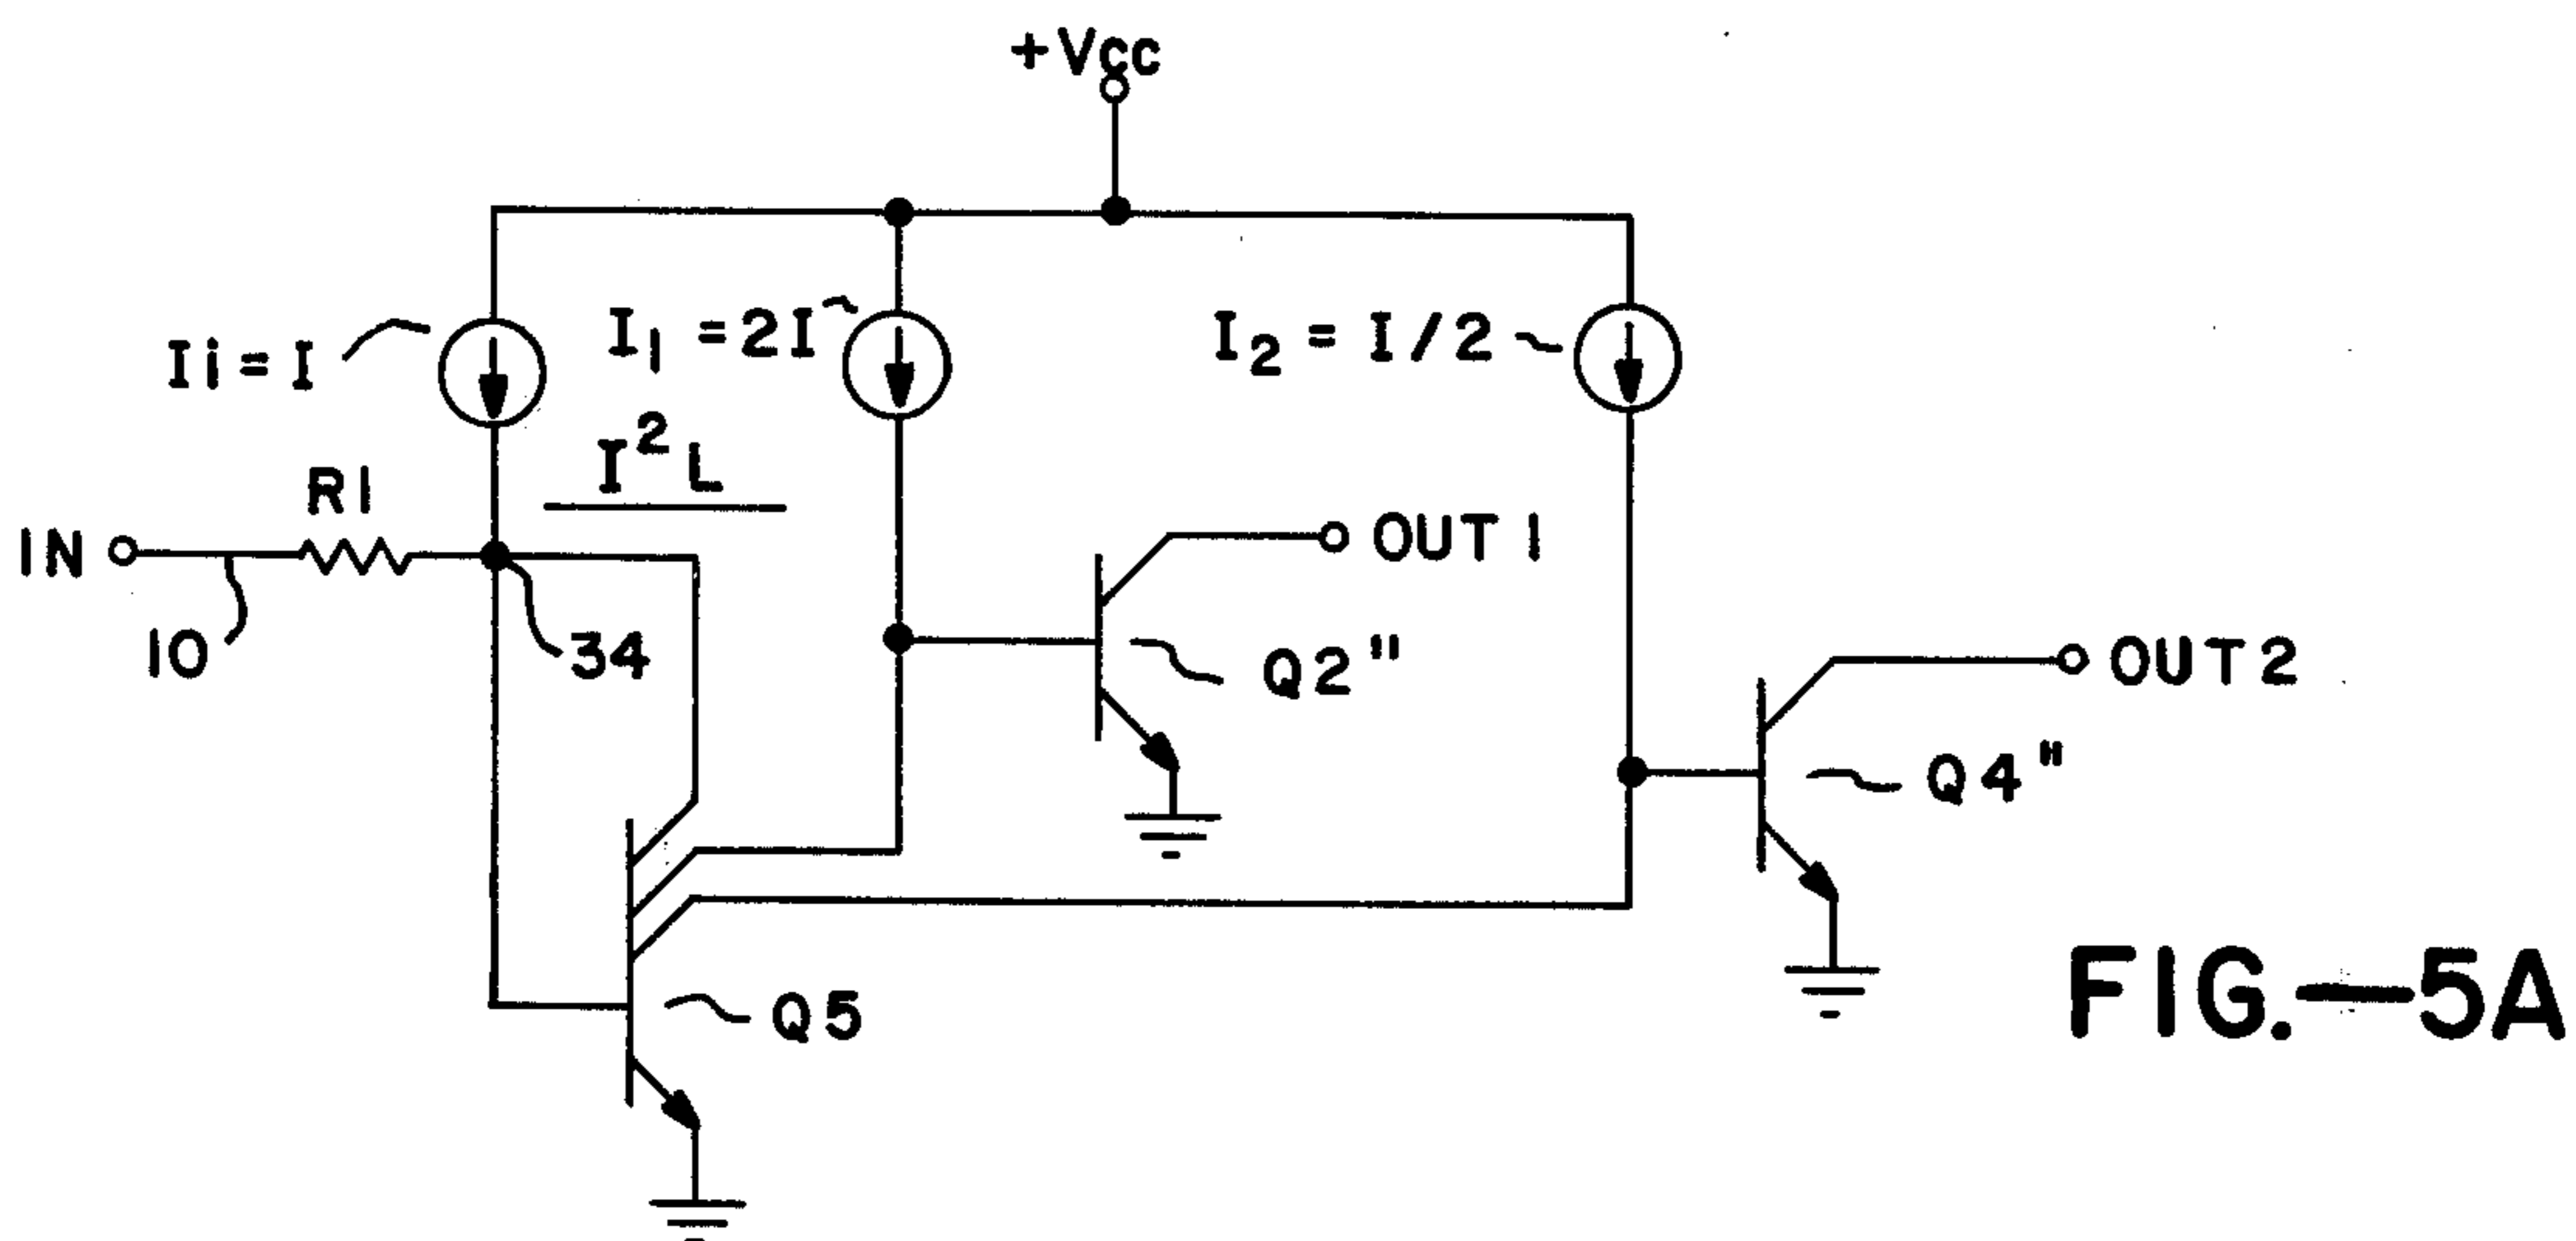 +Vcc
Ii = I
I1 = 2I
I2 = I/2
I²L
R1
IN
OUT 1
10
34
Q2"
OUT2
Q4"
Q5
FIG.—5A